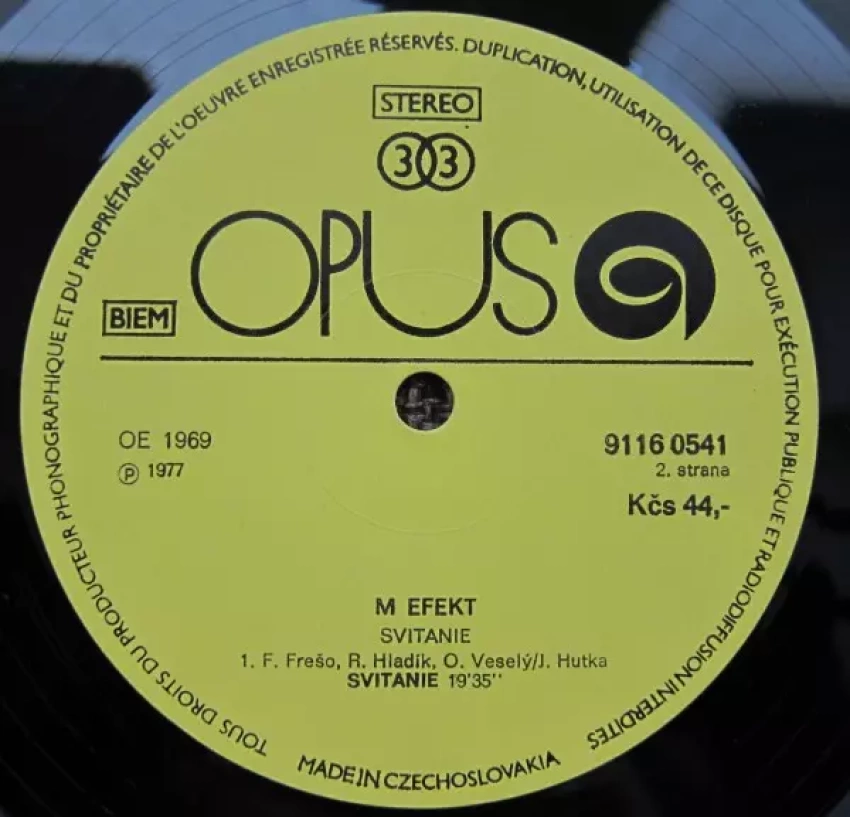 TOUS DROITS DU PRODUCTEUR PHONOGRAPHIQUE ET DU PROPRIÉTAIRE DE L'OEUVRE ENREGISTRÉE RÉSERVÉS. DUPLICATION, UTILISATION DE CE DISQUE POUR EXÉCUTION PUBLIQUE ET RADIODIFFUSION INTERDITES
STEREO
33
OPUS
BIEM
OE 1969
℗ 1977
9116 0541
2. strana
Kčs 44,-
M EFEKT
SVITANIE
1. F. Frešo, R. Hladík, O. Veselý/J. Hutka
SVITANIE 19'35''
MADE IN CZECHOSLOVAKIA